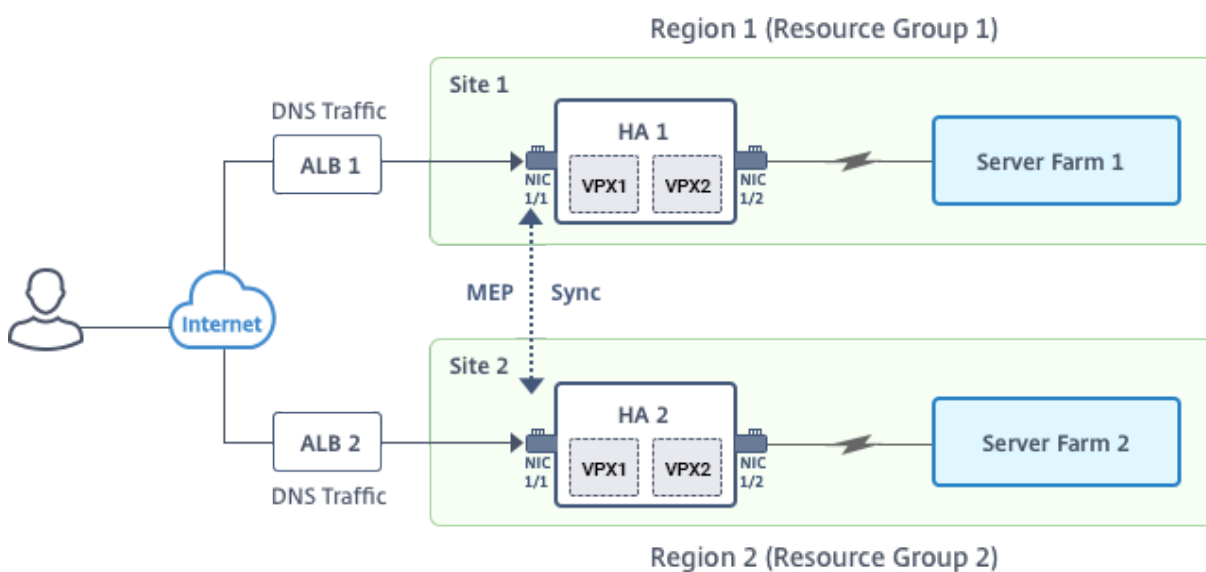 Region 1 (Resource Group 1)
Site 1
DNS Traffic
ALB 1
HA 1
VPX1
VPX2
NIC
1/1
NIC
1/2
Server Farm 1
MEP
Sync
Internet
Site 2
ALB 2
DNS Traffic
HA 2
VPX1
VPX2
NIC
1/1
NIC
1/2
Server Farm 2
Region 2 (Resource Group 2)